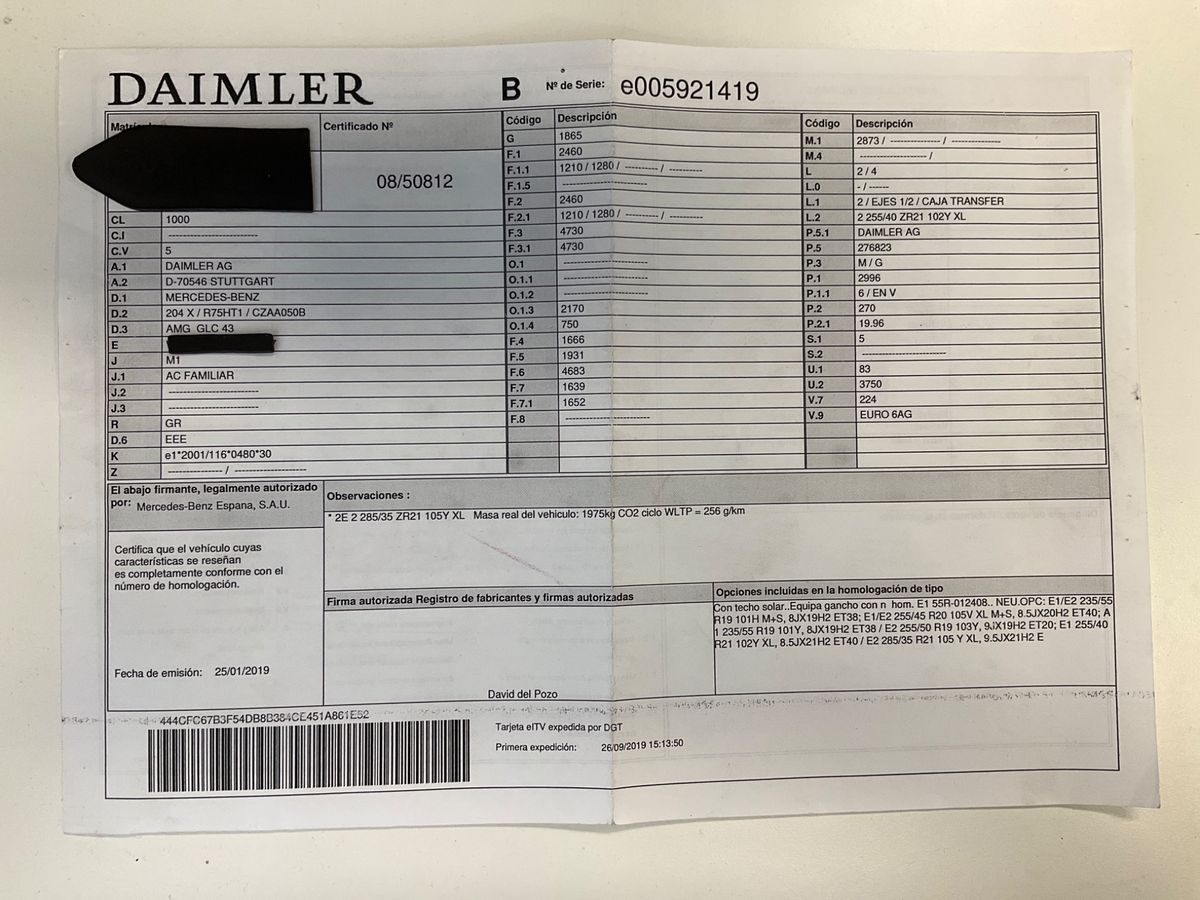 DAIMLER
B Nº de Serie: e005921419
Certificado Nº
08/50812
CL 1000
C.I -------------------------
C.V 5
A.1 DAIMLER AG
A.2 D-70546 STUTTGART
D.1 MERCEDES-BENZ
D.2 204 X / R75HT1 / CZAA050B
D.3 AMG GLC 43
E
J M1
J.1 AC FAMILIAR
J.2 -------------------------
J.3 -------------------------
R GR
D.6 EEE
K e1*2001/116*0480*30
Z --------------- / --------------------
Código Descripción
G 1865
F.1 2460
F.1.1 1210 / 1280 / ---------- / ----------
F.1.5 -------------------------
F.2 2460
F.2.1 1210 / 1280 / ---------- / ----------
F.3 4730
F.3.1 4730
O.1 -------------------------
O.1.1 -------------------------
O.1.2 -------------------------
O.1.3 2170
O.1.4 750
F.4 1666
F.5 1931
F.6 4683
F.7 1639
F.7.1 1652
F.8 -------------------------
Código Descripción
M.1 2873 / --------------- / ---------------
M.4 -------------------- /
L 2 / 4
L.0 - / ------
L.1 2 / EJES 1/2 / CAJA TRANSFER
L.2 2 255/40 ZR21 102Y XL
P.5.1 DAIMLER AG
P.5 276823
P.3 M / G
P.1 2996
P.1.1 6 / EN V
P.2 270
P.2.1 19.96
S.1 5
S.2 -------------------------
U.1 83
U.2 3750
V.7 224
V.9 EURO 6AG
El abajo firmante, legalmente autorizado
por: Mercedes-Benz Espana, S.A.U.
Certifica que el vehículo cuyas
características se reseñan
es completamente conforme con el
número de homologación.
Fecha de emisión: 25/01/2019
Observaciones :
* 2E 2 285/35 ZR21 105Y XL Masa real del vehiculo: 1975kg CO2 ciclo WLTP = 256 g/km
Firma autorizada Registro de fabricantes y firmas autorizadas
David del Pozo
Opciones incluidas en la homologación de tipo
Con techo solar..Equipa gancho con n hom. E1 55R-012408.. NEU.OPC: E1/E2 235/55
R19 101H M+S, 8JX19H2 ET38; E1/E2 255/45 R20 105V XL M+S, 8.5JX20H2 ET40; A
1 235/55 R19 101Y, 8JX19H2 ET38 / E2 255/50 R19 103Y, 9JX19H2 ET20; E1 255/40
R21 102Y XL, 8.5JX21H2 ET40 / E2 285/35 R21 105 Y XL, 9.5JX21H2 E
444CFC67B3F54DB8B384CE451A861E52
Tarjeta eITV expedida por DGT
Primera expedición: 26/09/2019 15:13:50